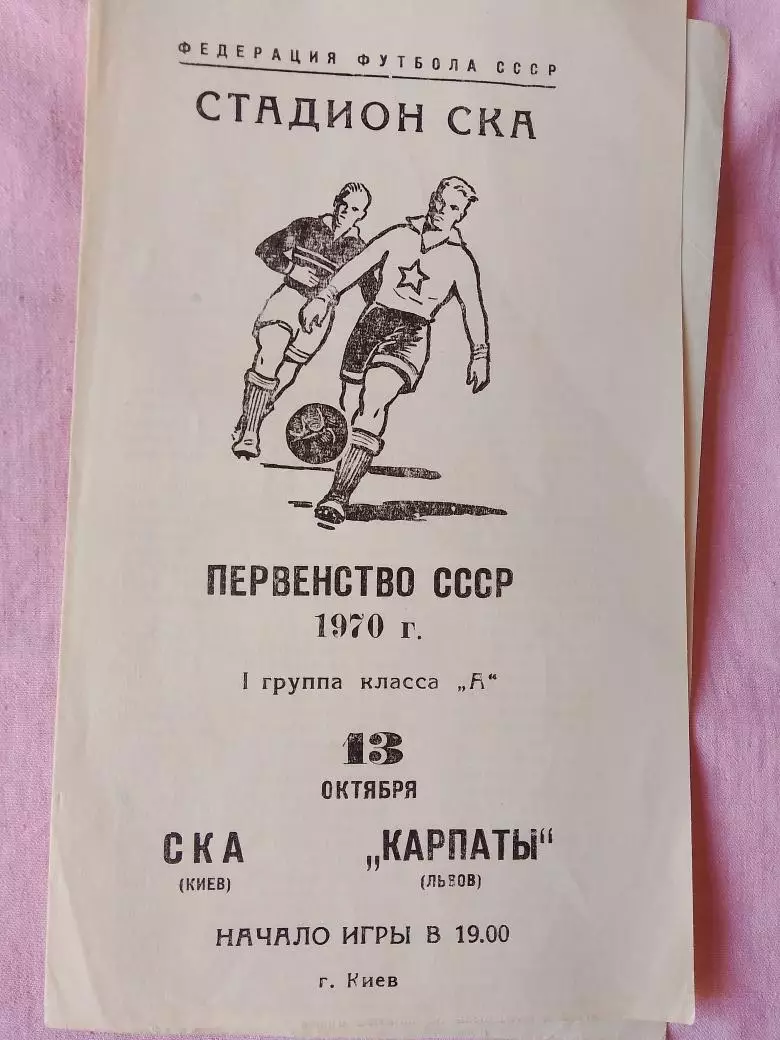 ФЕДЕРАЦИЯ ФУТБОЛА СССР
СТАДИОН СКА
ПЕРВЕНСТВО СССР
1970 г.
I группа класса „А“
13
ОКТЯБРЯ
СКА „КАРПАТЫ“
(КИЕВ) (ЛЬВОВ)
НАЧАЛО ИГРЫ В 19.00
г. Киев